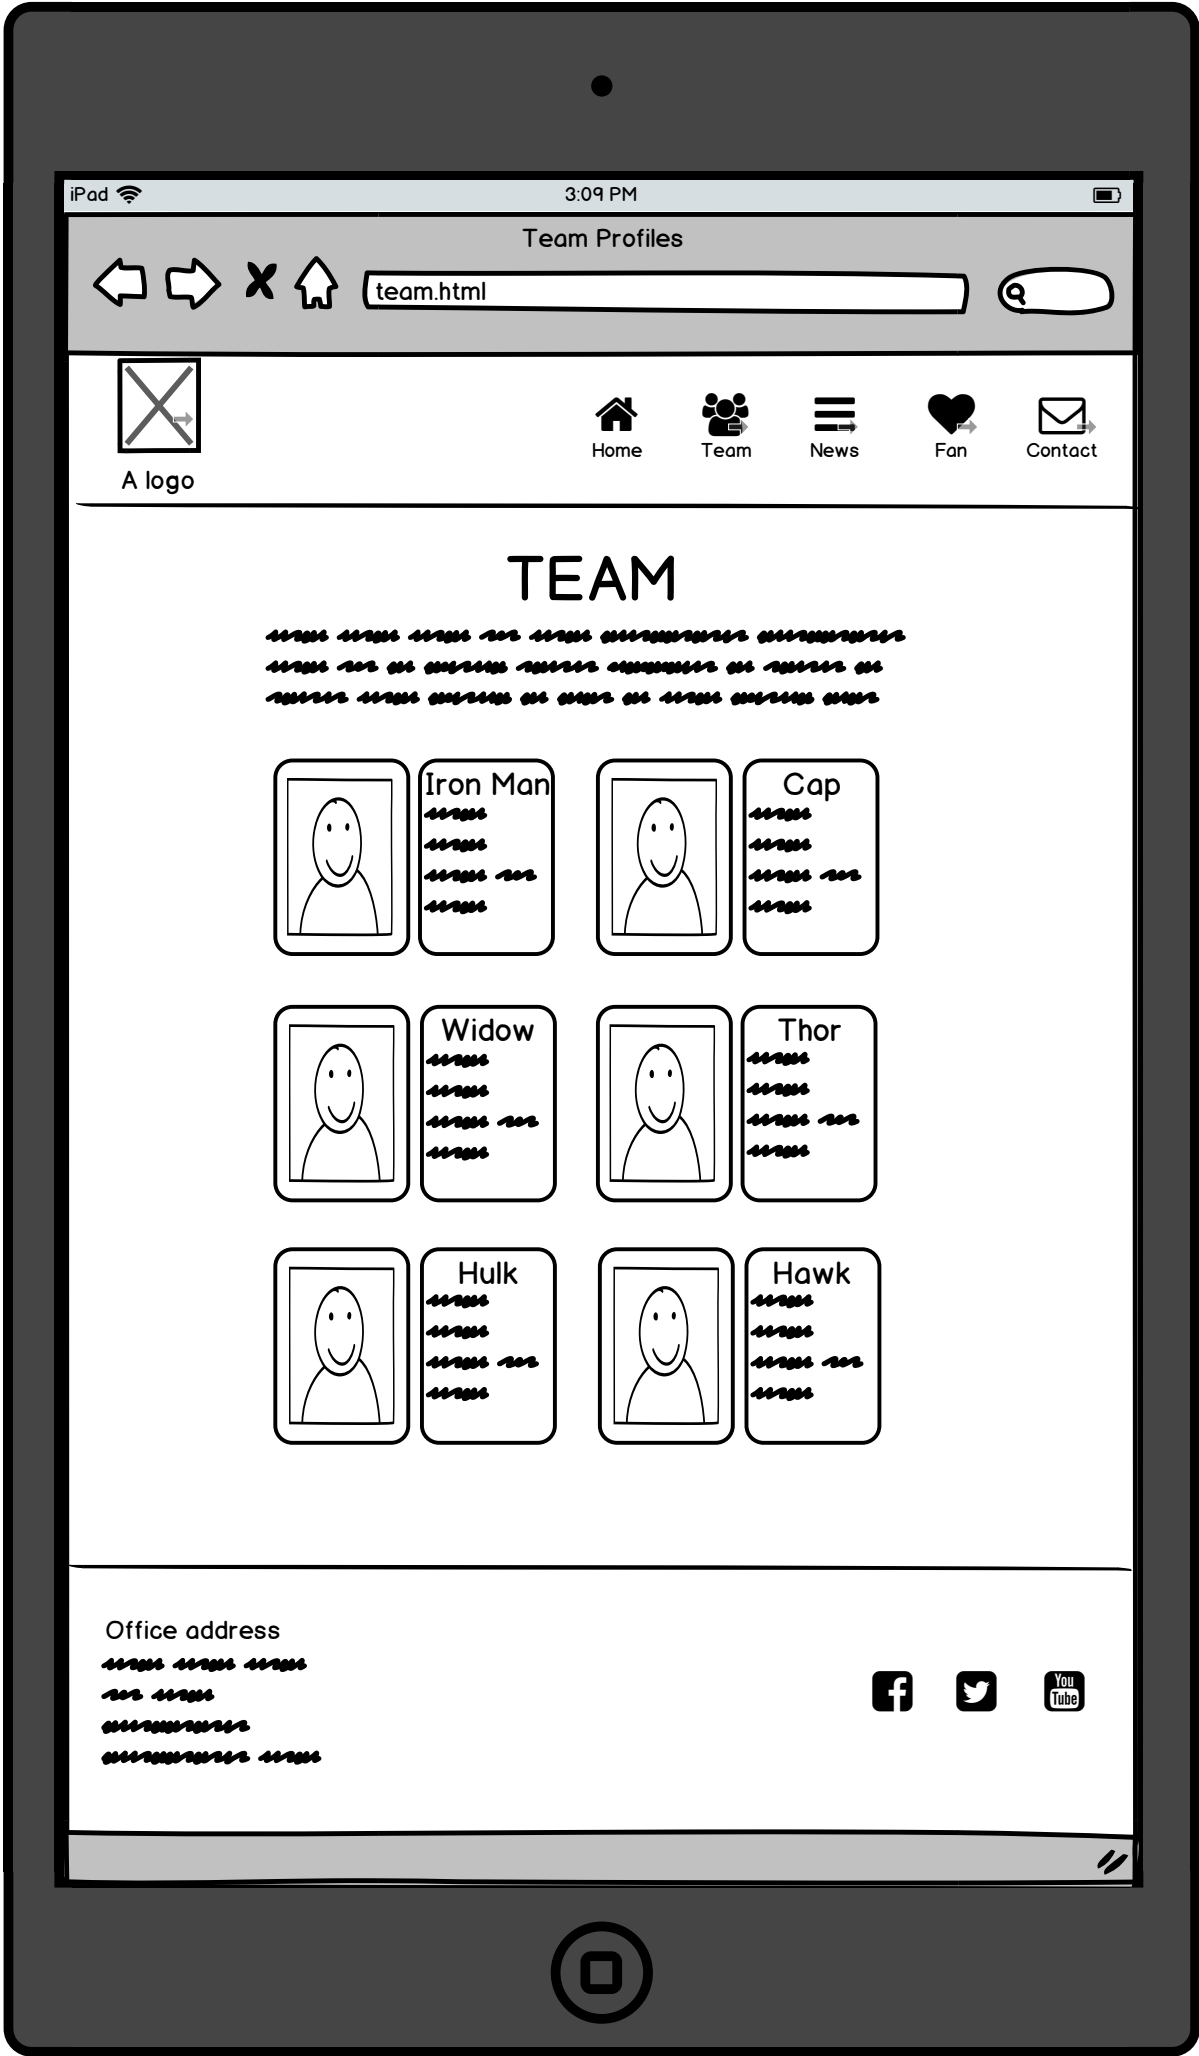 iPad
3:09 PM
Team Profiles
team.html
A logo
Home
Team
News
Fan
Contact
TEAM
Iron Man
Cap
Widow
Thor
Hulk
Hawk
Office address
You
Tube